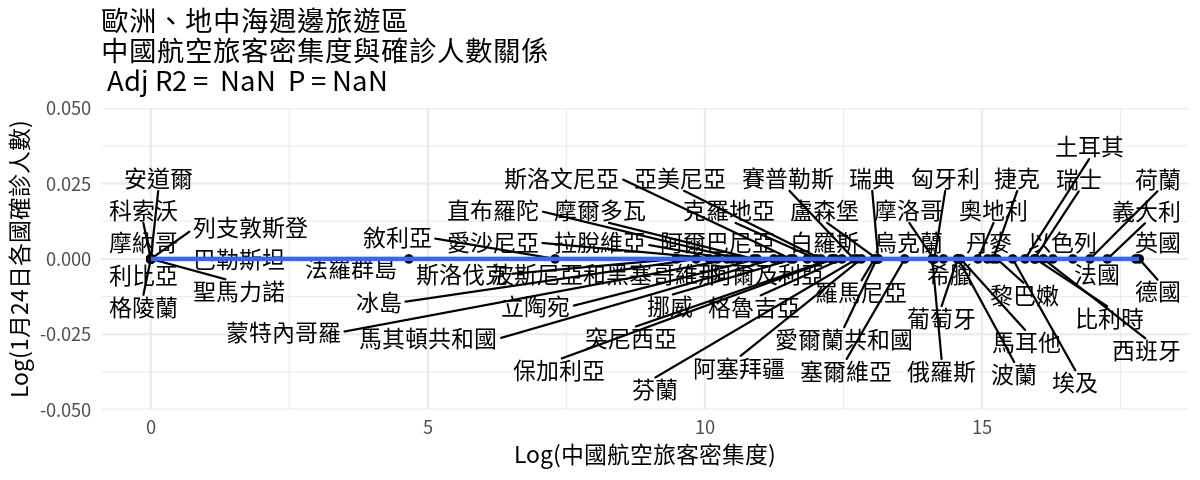 歐洲、地中海週邊旅遊區
中國航空旅客密集度與確診人數關係
Adj R2 = NaN P = NaN
Log(1月24日各國確診人數)
0.050
0.025
0.000
-0.025
-0.050
土耳其
安道爾
斯洛文尼亞 亞美尼亞 賽普勒斯 瑞典 匈牙利 捷克 瑞士 荷蘭
科索沃 直布羅陀 摩爾多瓦 克羅地亞 盧森堡 摩洛哥 奧地利 義大利
列支敦斯登
摩納哥 敘利亞 愛沙尼亞 拉脫維亞 阿爾巴尼亞 白羅斯 烏克蘭 丹麥 以色列 英國
巴勒斯坦
利比亞 法羅群島 斯洛伐克 波斯尼亞和黑塞哥維那 阿爾及利亞 希臘 法國
聖馬力諾 羅馬尼亞 黎巴嫩 德國
格陵蘭 冰島 立陶宛 挪威 格魯吉亞 葡萄牙 比利時
蒙特內哥羅 馬其頓共和國 突尼西亞 愛爾蘭共和國 馬耳他 西班牙
保加利亞 阿塞拜疆 塞爾維亞 俄羅斯 波蘭 埃及
芬蘭
0 5 10 15
Log(中國航空旅客密集度)